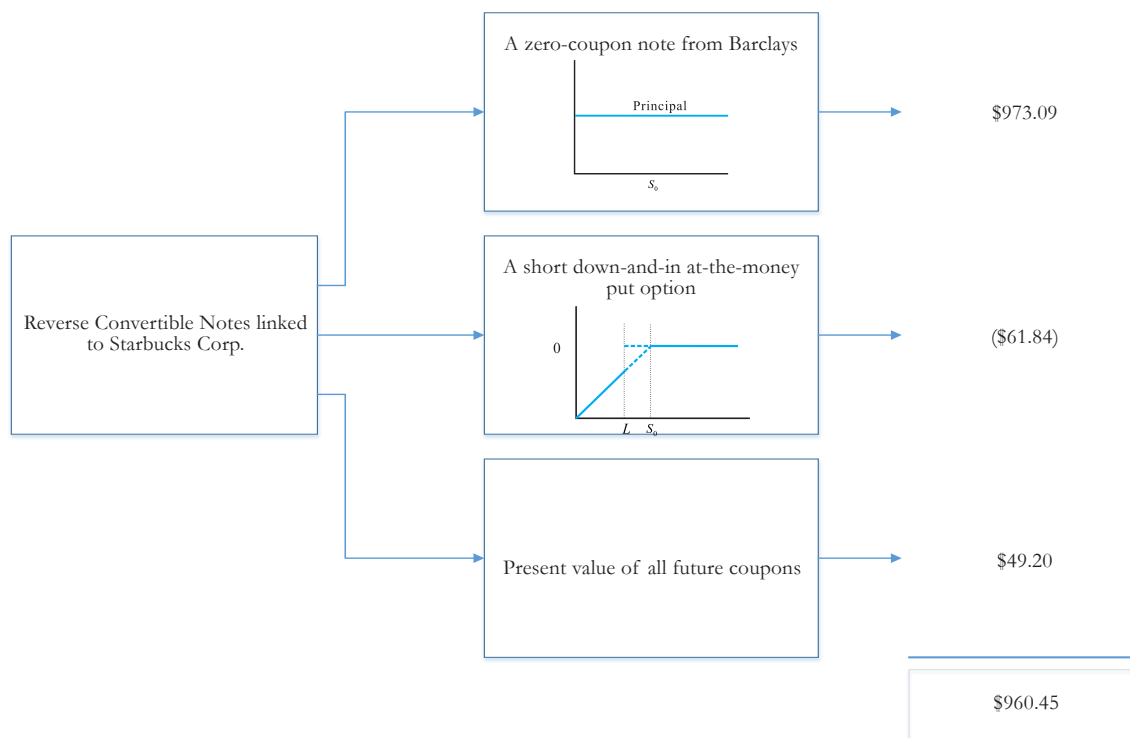 A zero-coupon note from Barclays
Principal
S₀
$973.09
Reverse Convertible Notes linked
to Starbucks Corp.
A short down-and-in at-the-money
put option
0
L S₀
($61.84)
Present value of all future coupons
$49.20
$960.45